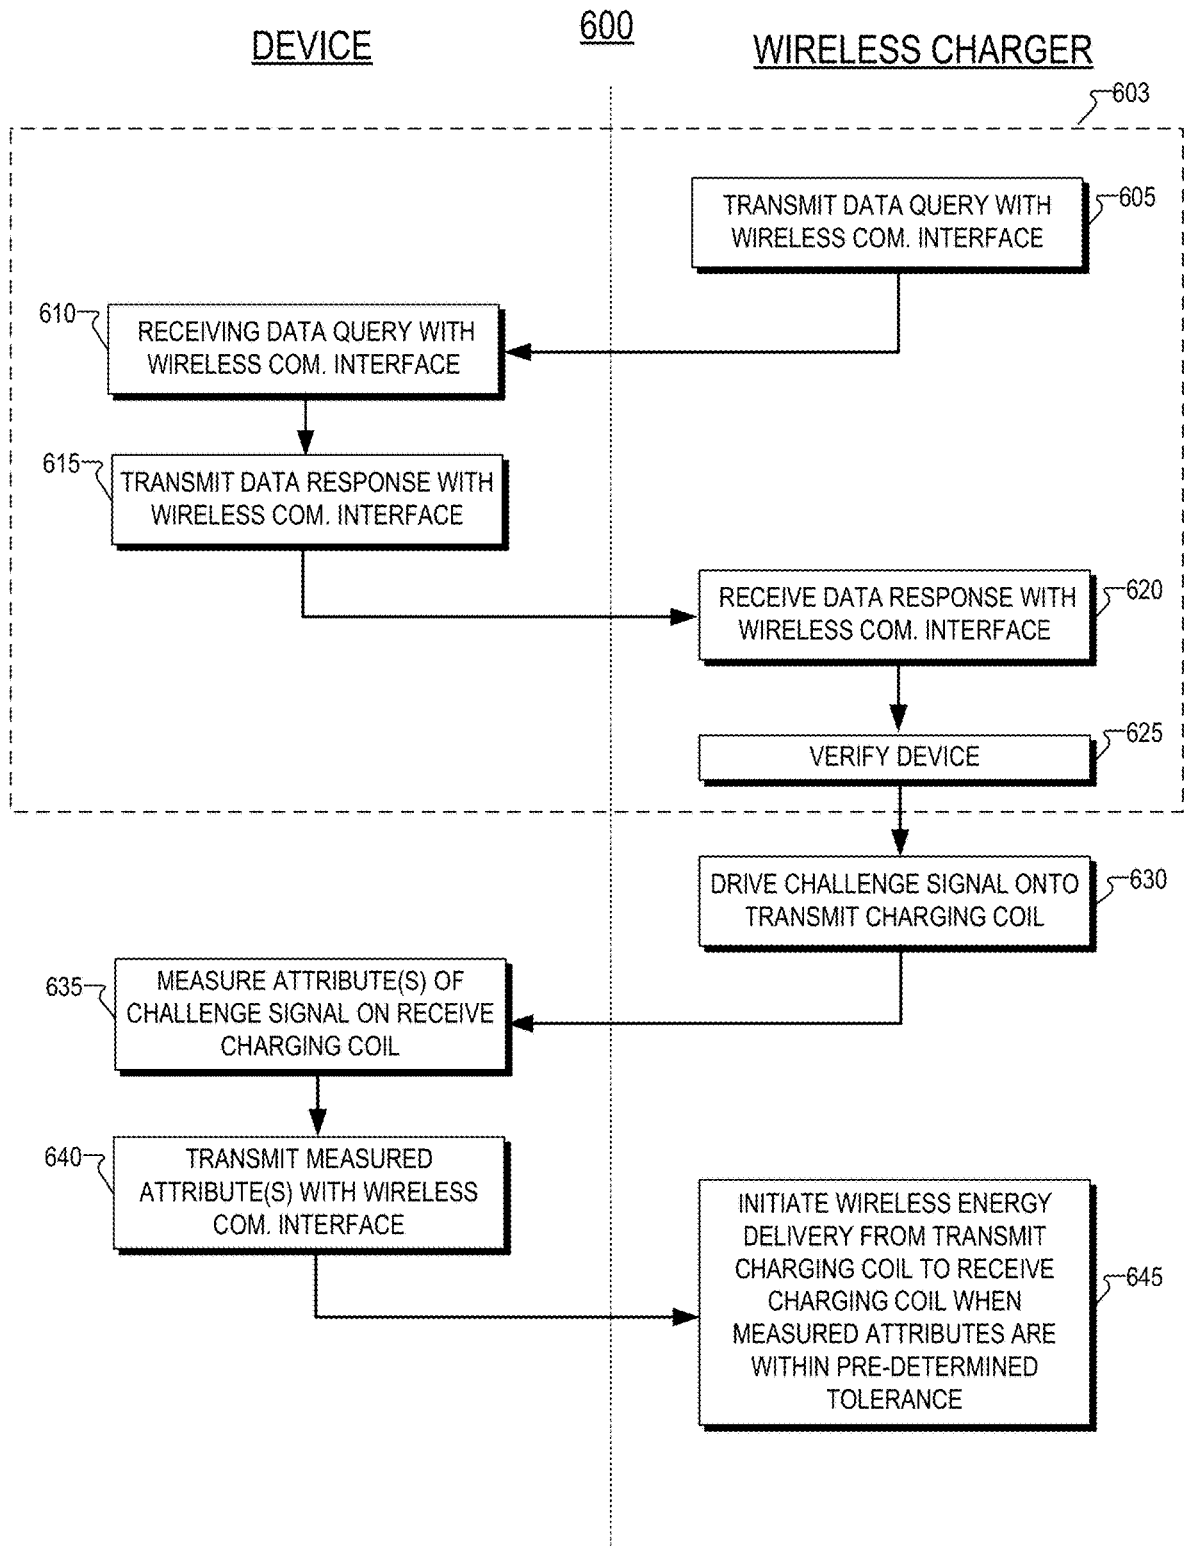 600
DEVICE
WIRELESS CHARGER
603
TRANSMIT DATA QUERY WITH
WIRELESS COM. INTERFACE
605
610
RECEIVING DATA QUERY WITH
WIRELESS COM. INTERFACE
615
TRANSMIT DATA RESPONSE WITH
WIRELESS COM. INTERFACE
RECEIVE DATA RESPONSE WITH
WIRELESS COM. INTERFACE
620
VERIFY DEVICE
625
DRIVE CHALLENGE SIGNAL ONTO
TRANSMIT CHARGING COIL
630
635
MEASURE ATTRIBUTE(S) OF
CHALLENGE SIGNAL ON RECEIVE
CHARGING COIL
640
TRANSMIT MEASURED
ATTRIBUTE(S) WITH WIRELESS
COM. INTERFACE
INITIATE WIRELESS ENERGY
DELIVERY FROM TRANSMIT
CHARGING COIL TO RECEIVE
CHARGING COIL WHEN
MEASURED ATTRIBUTES ARE
WITHIN PRE-DETERMINED
TOLERANCE
645